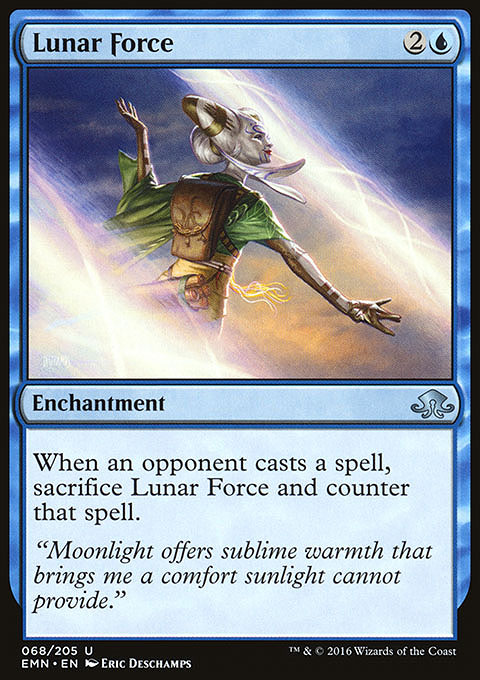 Lunar Force 2
Enchantment
When an opponent casts a spell,
sacrifice Lunar Force and counter
that spell.
“Moonlight offers sublime warmth that
brings me a comfort sunlight cannot
provide.”
068/205 U
EMN • EN Eric Deschamps
™ & © 2016 Wizards of the Coast